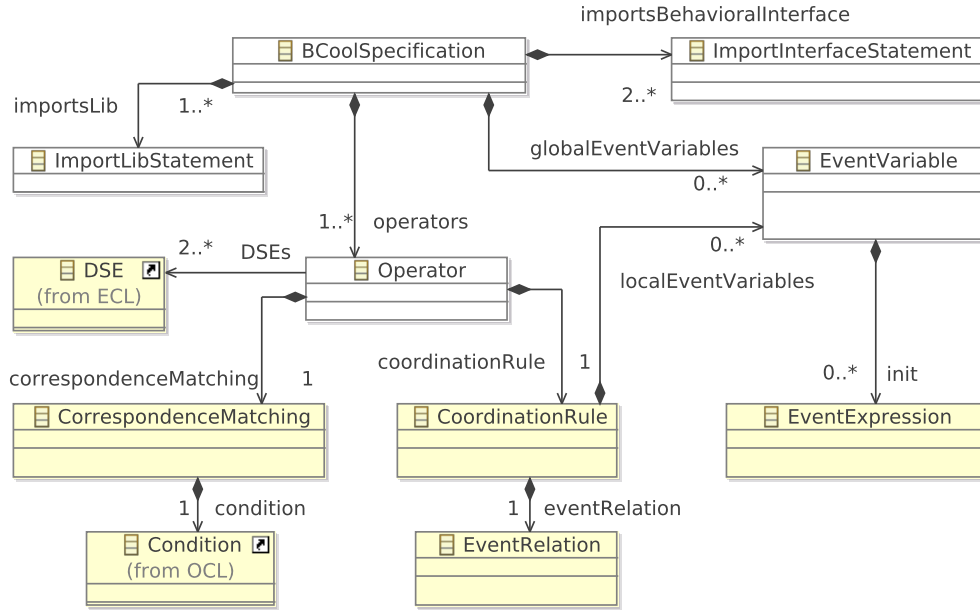 importsBehavioralInterface
BCoolSpecification
ImportInterfaceStatement
importsLib
1..*
2..*
ImportLibStatement
globalEventVariables
EventVariable
0..*
1..*
operators
2..*
DSEs
0..*
DSE
(from ECL)
Operator
localEventVariables
coordinationRule
1
correspondenceMatching
1
0..*
init
CorrespondenceMatching
CoordinationRule
EventExpression
1
condition
1
eventRelation
Condition
(from OCL)
EventRelation